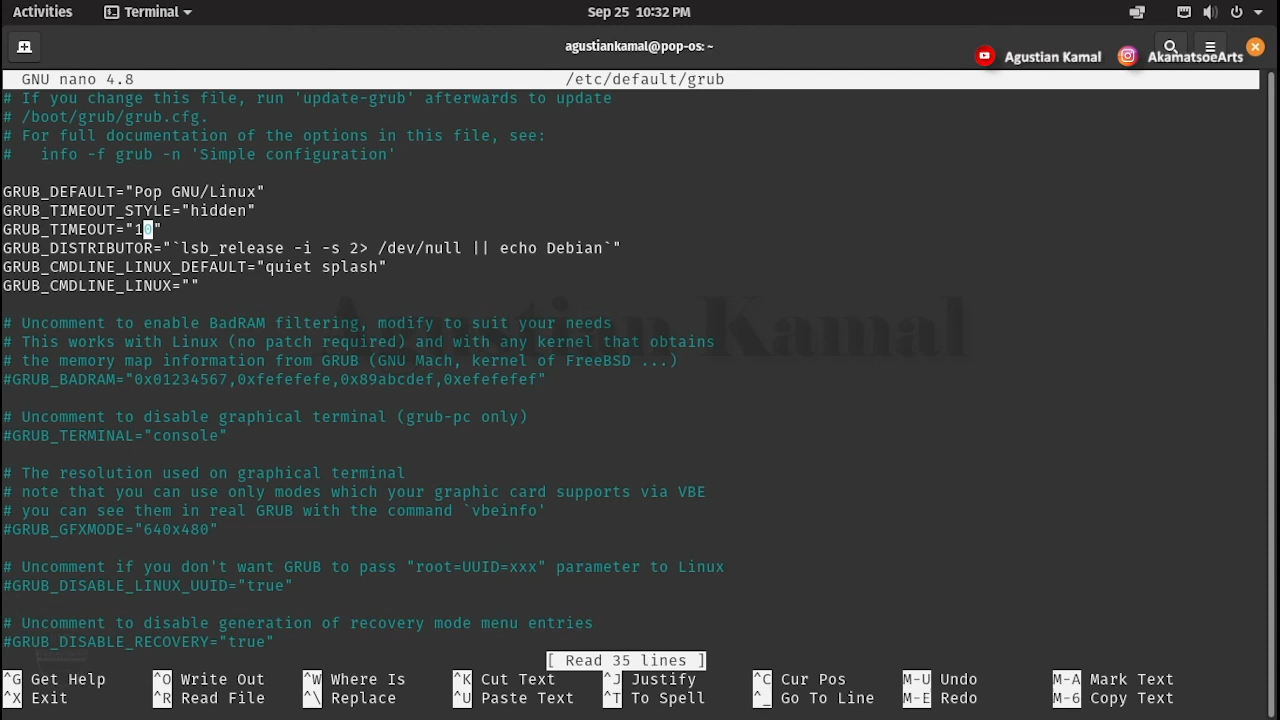 Activities Terminal Sep 25 10:32 PM
agustiankamal@pop-os: ~
Agustian Kamal AkamatsoeArts
GNU nano 4.8 /etc/default/grub
# If you change this file, run 'update-grub' afterwards to update
# /boot/grub/grub.cfg.
# For full documentation of the options in this file, see:
#   info -f grub -n 'Simple configuration'
GRUB_DEFAULT="Pop GNU/Linux"
GRUB_TIMEOUT_STYLE="hidden"
GRUB_TIMEOUT="10"
GRUB_DISTRIBUTOR="`lsb_release -i -s 2> /dev/null || echo Debian`"
GRUB_CMDLINE_LINUX_DEFAULT="quiet splash"
GRUB_CMDLINE_LINUX=""
Agustian Kamal
# Uncomment to enable BadRAM filtering, modify to suit your needs
# This works with Linux (no patch required) and with any kernel that obtains
# the memory map information from GRUB (GNU Mach, kernel of FreeBSD ...)
#GRUB_BADRAM="0x01234567,0xfefefefe,0x89abcdef,0xefefefef"
# Uncomment to disable graphical terminal (grub-pc only)
#GRUB_TERMINAL="console"
# The resolution used on graphical terminal
# note that you can use only modes which your graphic card supports via VBE
# you can see them in real GRUB with the command `vbeinfo'
#GRUB_GFXMODE="640x480"
# Uncomment if you don't want GRUB to pass "root=UUID=xxx" parameter to Linux
#GRUB_DISABLE_LINUX_UUID="true"
# Uncomment to disable generation of recovery mode menu entries
#GRUB_DISABLE_RECOVERY="true"
[ Read 35 lines ]
^G Get Help ^O Write Out ^W Where Is ^K Cut Text ^J Justify ^C Cur Pos M-U Undo M-A Mark Text
^X Exit ^R Read File ^\ Replace ^U Paste Text ^T To Spell ^_ Go To Line M-E Redo M-6 Copy Text